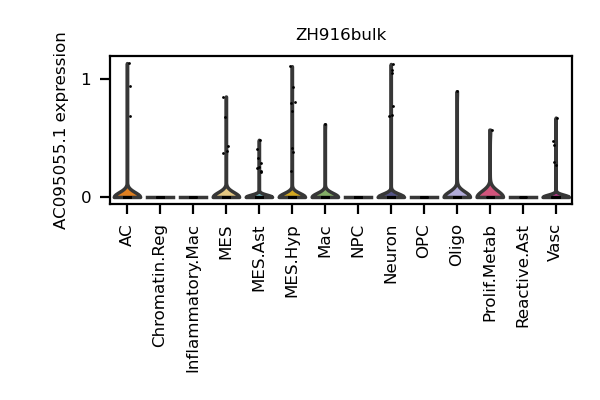 ZH916bulk
AC095055.1 expression
1
0
AC
Chromatin.Reg
Inflammatory.Mac
MES
MES.Ast
MES.Hyp
Mac
NPC
Neuron
OPC
Oligo
Prolif.Metab
Reactive.Ast
Vasc